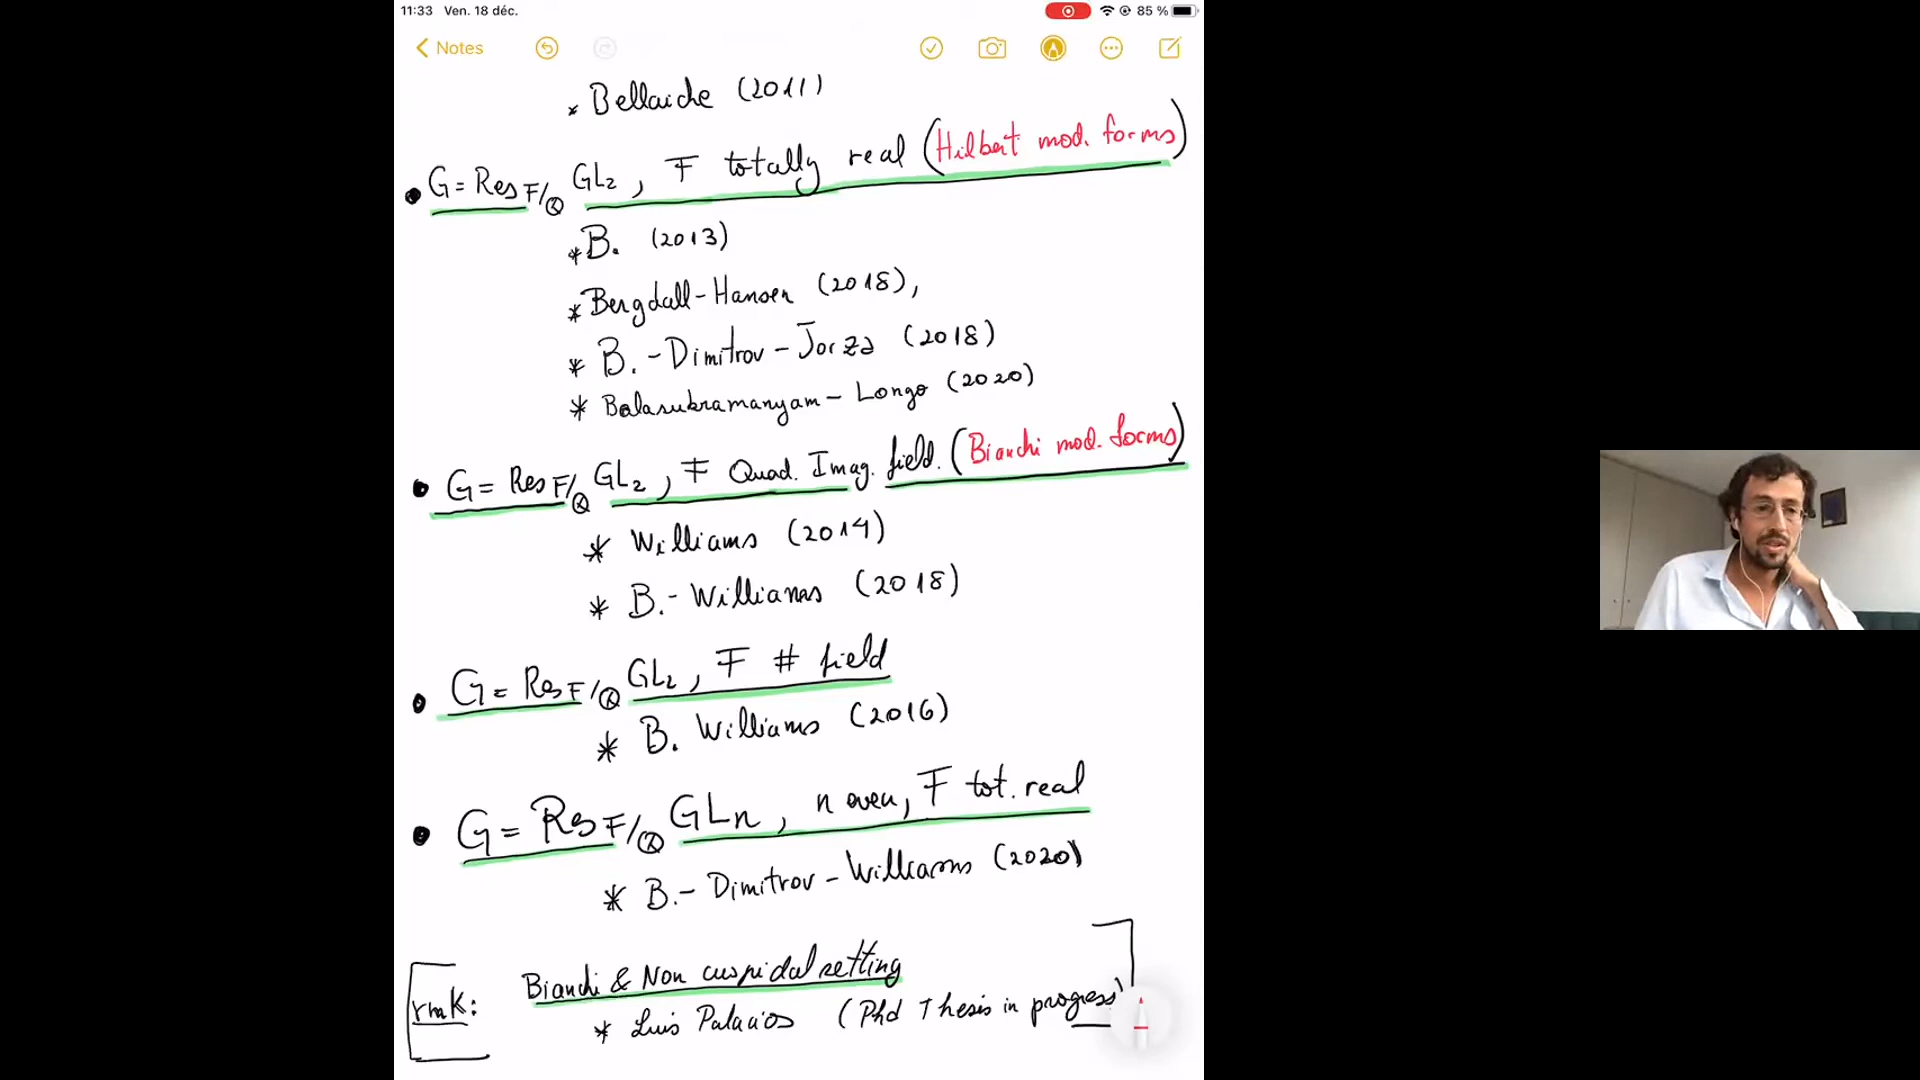 11:33 Ven. 18 déc. 85 %
Notes
* Bellaiche (2011)
• G = Res F/Q GL2, F totally real (Hilbert mod. forms)
* B. (2013)
* Bergdall-Hansen (2018),
* B.-Dimitrov-Jorza (2018)
* Balasubramanyam-Longo (2020)
• G = Res F/Q GL2, F Quad. Imag. field. (Bianchi mod. forms)
* Williams (2014)
* B.-Williams (2018)
• G = Res F/Q GL2, F # field
* B. Williams (2016)
• G = Res F/Q GLn, n even, F tot. real
* B.-Dimitrov-Williams (2020)
rmk: Bianchi & Non cuspidal setting
* Luis Palacios (Phd Thesis in progress)